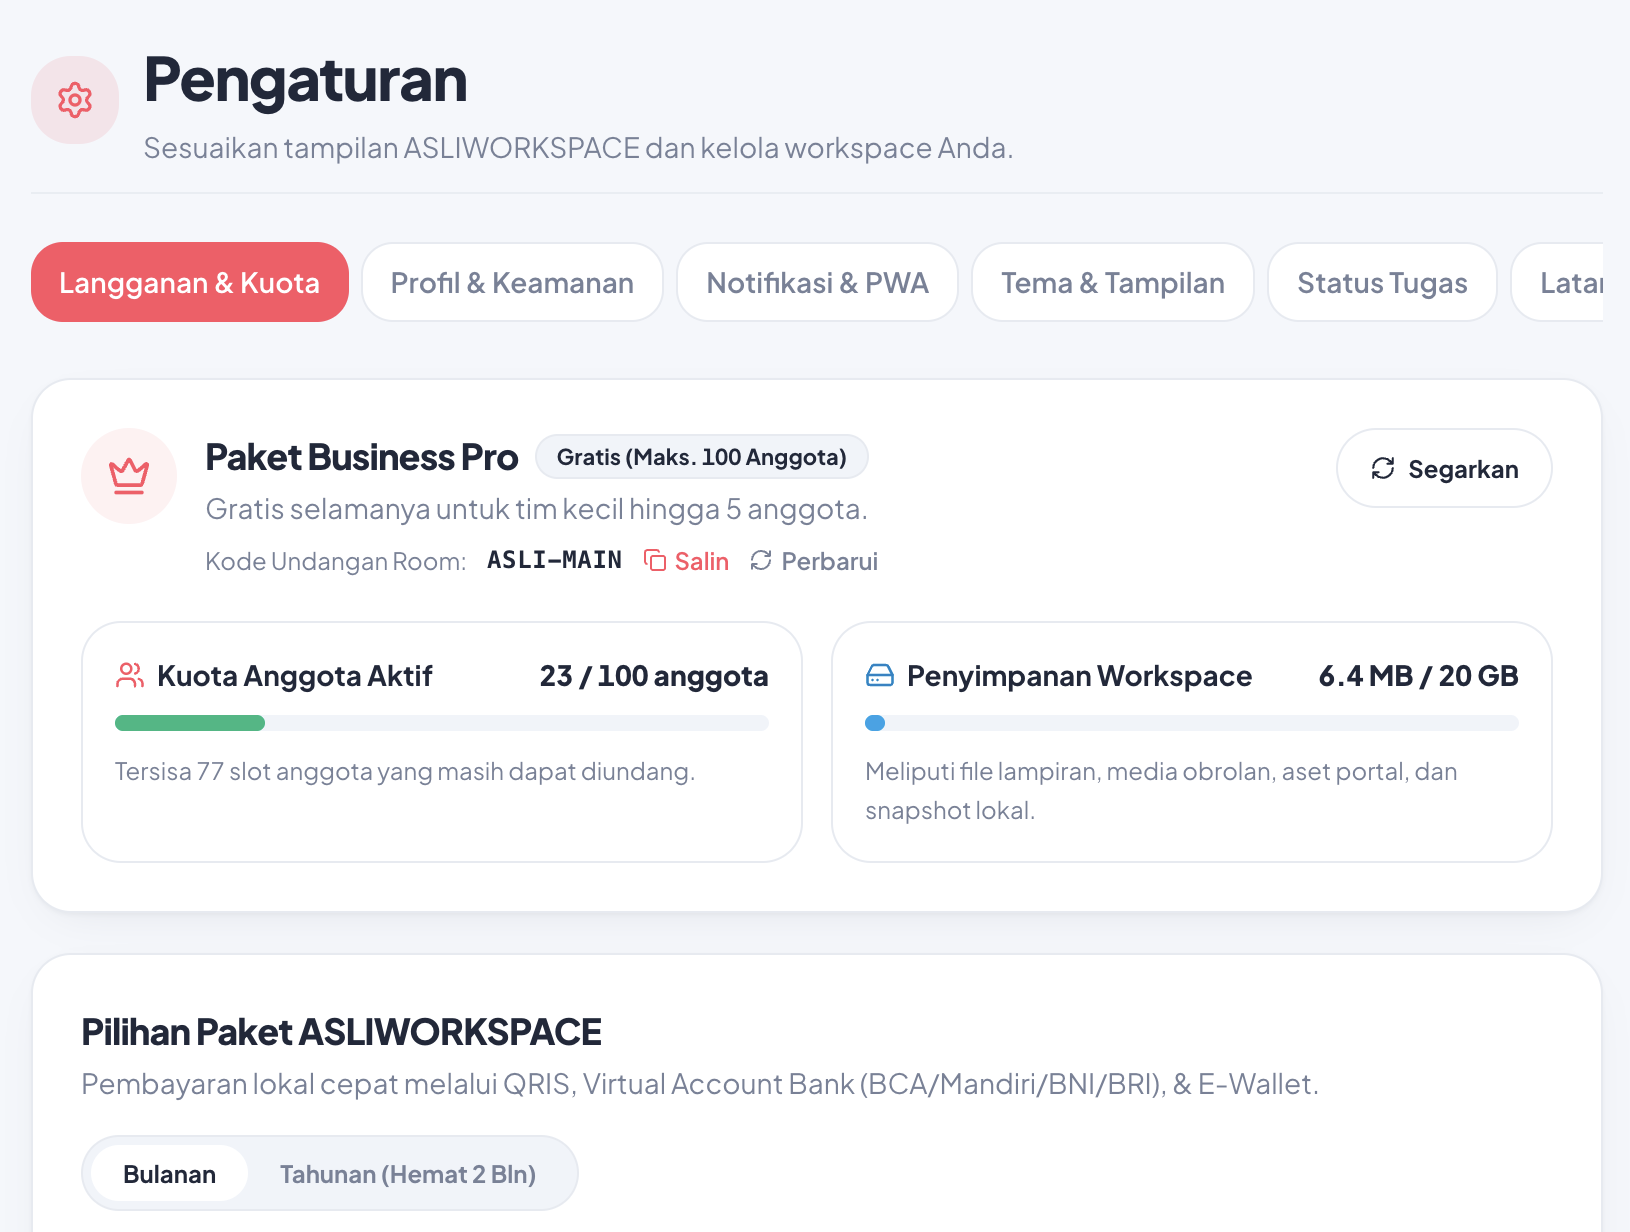 Pengaturan
Sesuaikan tampilan ASLIWORKSPACE dan kelola workspace Anda.
Langganan & Kuota
Profil & Keamanan
Notifikasi & PWA
Tema & Tampilan
Status Tugas
Latar
Paket Business Pro
Gratis (Maks. 100 Anggota)
Segarkan
Gratis selamanya untuk tim kecil hingga 5 anggota.
Kode Undangan Room: ASLI-MAIN Salin Perbarui
Kuota Anggota Aktif 23 / 100 anggota
Tersisa 77 slot anggota yang masih dapat diundang.
Penyimpanan Workspace 6.4 MB / 20 GB
Meliputi file lampiran, media obrolan, aset portal, dan
snapshot lokal.
Pilihan Paket ASLIWORKSPACE
Pembayaran lokal cepat melalui QRIS, Virtual Account Bank (BCA/Mandiri/BNI/BRI), & E-Wallet.
Bulanan
Tahunan (Hemat 2 Bln)